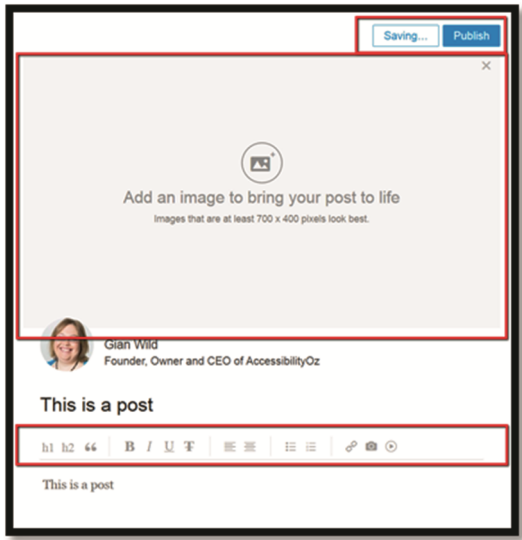 Saving...
Publish
Add an image to bring your post to life
Images that are at least 700 x 400 pixels look best.
Gian Wild
Founder, Owner and CEO of AccessibilityOz
This is a post
h1 h2 “ B I U T
This is a post